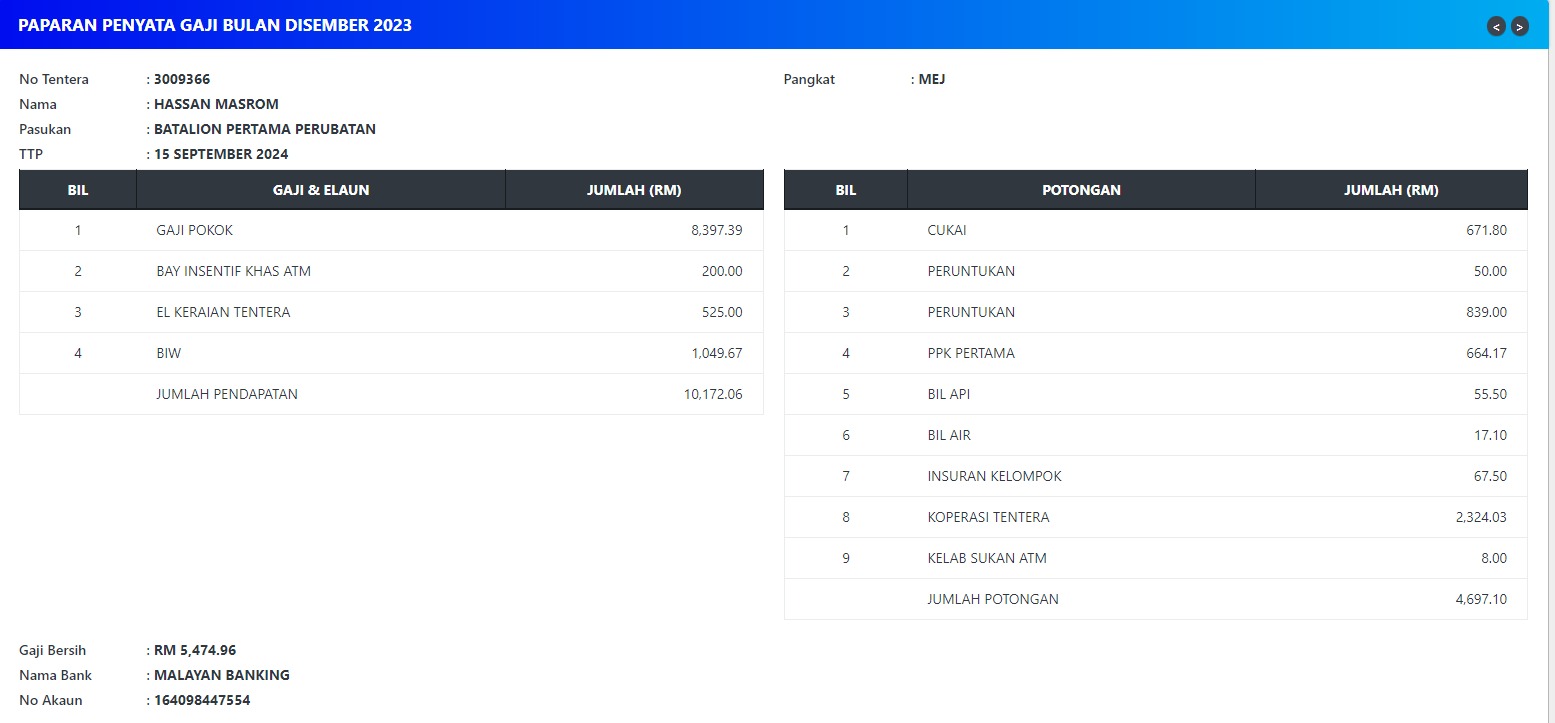 PAPARAN PENYATA GAJI BULAN DISEMBER 2023
< >
No Tentera : 3009366
Nama : HASSAN MASROM
Pasukan : BATALION PERTAMA PERUBATAN
TTP : 15 SEPTEMBER 2024
Pangkat : MEJ
BIL GAJI & ELAUN JUMLAH (RM)
1 GAJI POKOK 8,397.39
2 BAY INSENTIF KHAS ATM 200.00
3 EL KERAIAN TENTERA 525.00
4 BIW 1,049.67
JUMLAH PENDAPATAN 10,172.06
BIL POTONGAN JUMLAH (RM)
1 CUKAI 671.80
2 PERUNTUKAN 50.00
3 PERUNTUKAN 839.00
4 PPK PERTAMA 664.17
5 BIL API 55.50
6 BIL AIR 17.10
7 INSURAN KELOMPOK 67.50
8 KOPERASI TENTERA 2,324.03
9 KELAB SUKAN ATM 8.00
JUMLAH POTONGAN 4,697.10
Gaji Bersih : RM 5,474.96
Nama Bank : MALAYAN BANKING
No Akaun : 164098447554